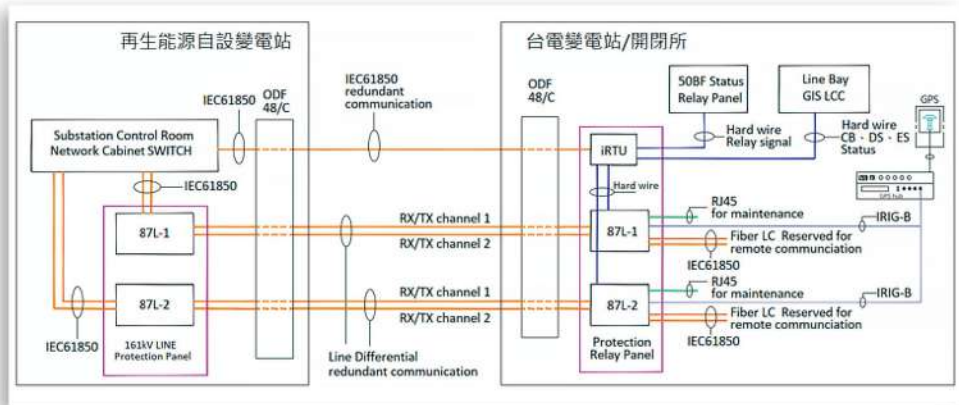 再生能源自設變電站
台電變電站/開閉所
IEC61850
ODF
48/C
IEC61850
redundant
communication
ODF
48/C
50BF Status
Relay Panel
Line Bay
GIS LCC
GPS
Substation Control Room
Network Cabinet SWITCH
iRTU
Hard wire
Relay signal
Hard wire
CB、DS、ES
Status
IEC61850
Hard wire
GPS hub
87L-1
RX/TX channel 1
RX/TX channel 2
87L-1
RJ45
for maintenance
IRIG-B
Fiber LC Reserved for
remote communciation
IEC61850
87L-2
RX/TX channel 1
RX/TX channel 2
87L-2
RJ45
for maintenance
IRIG-B
Fiber LC Reserved for
remote communciation
IEC61850
IEC61850
161kV LINE
Protection Panel
Line Differential
redundant communication
Protection
Relay Panel